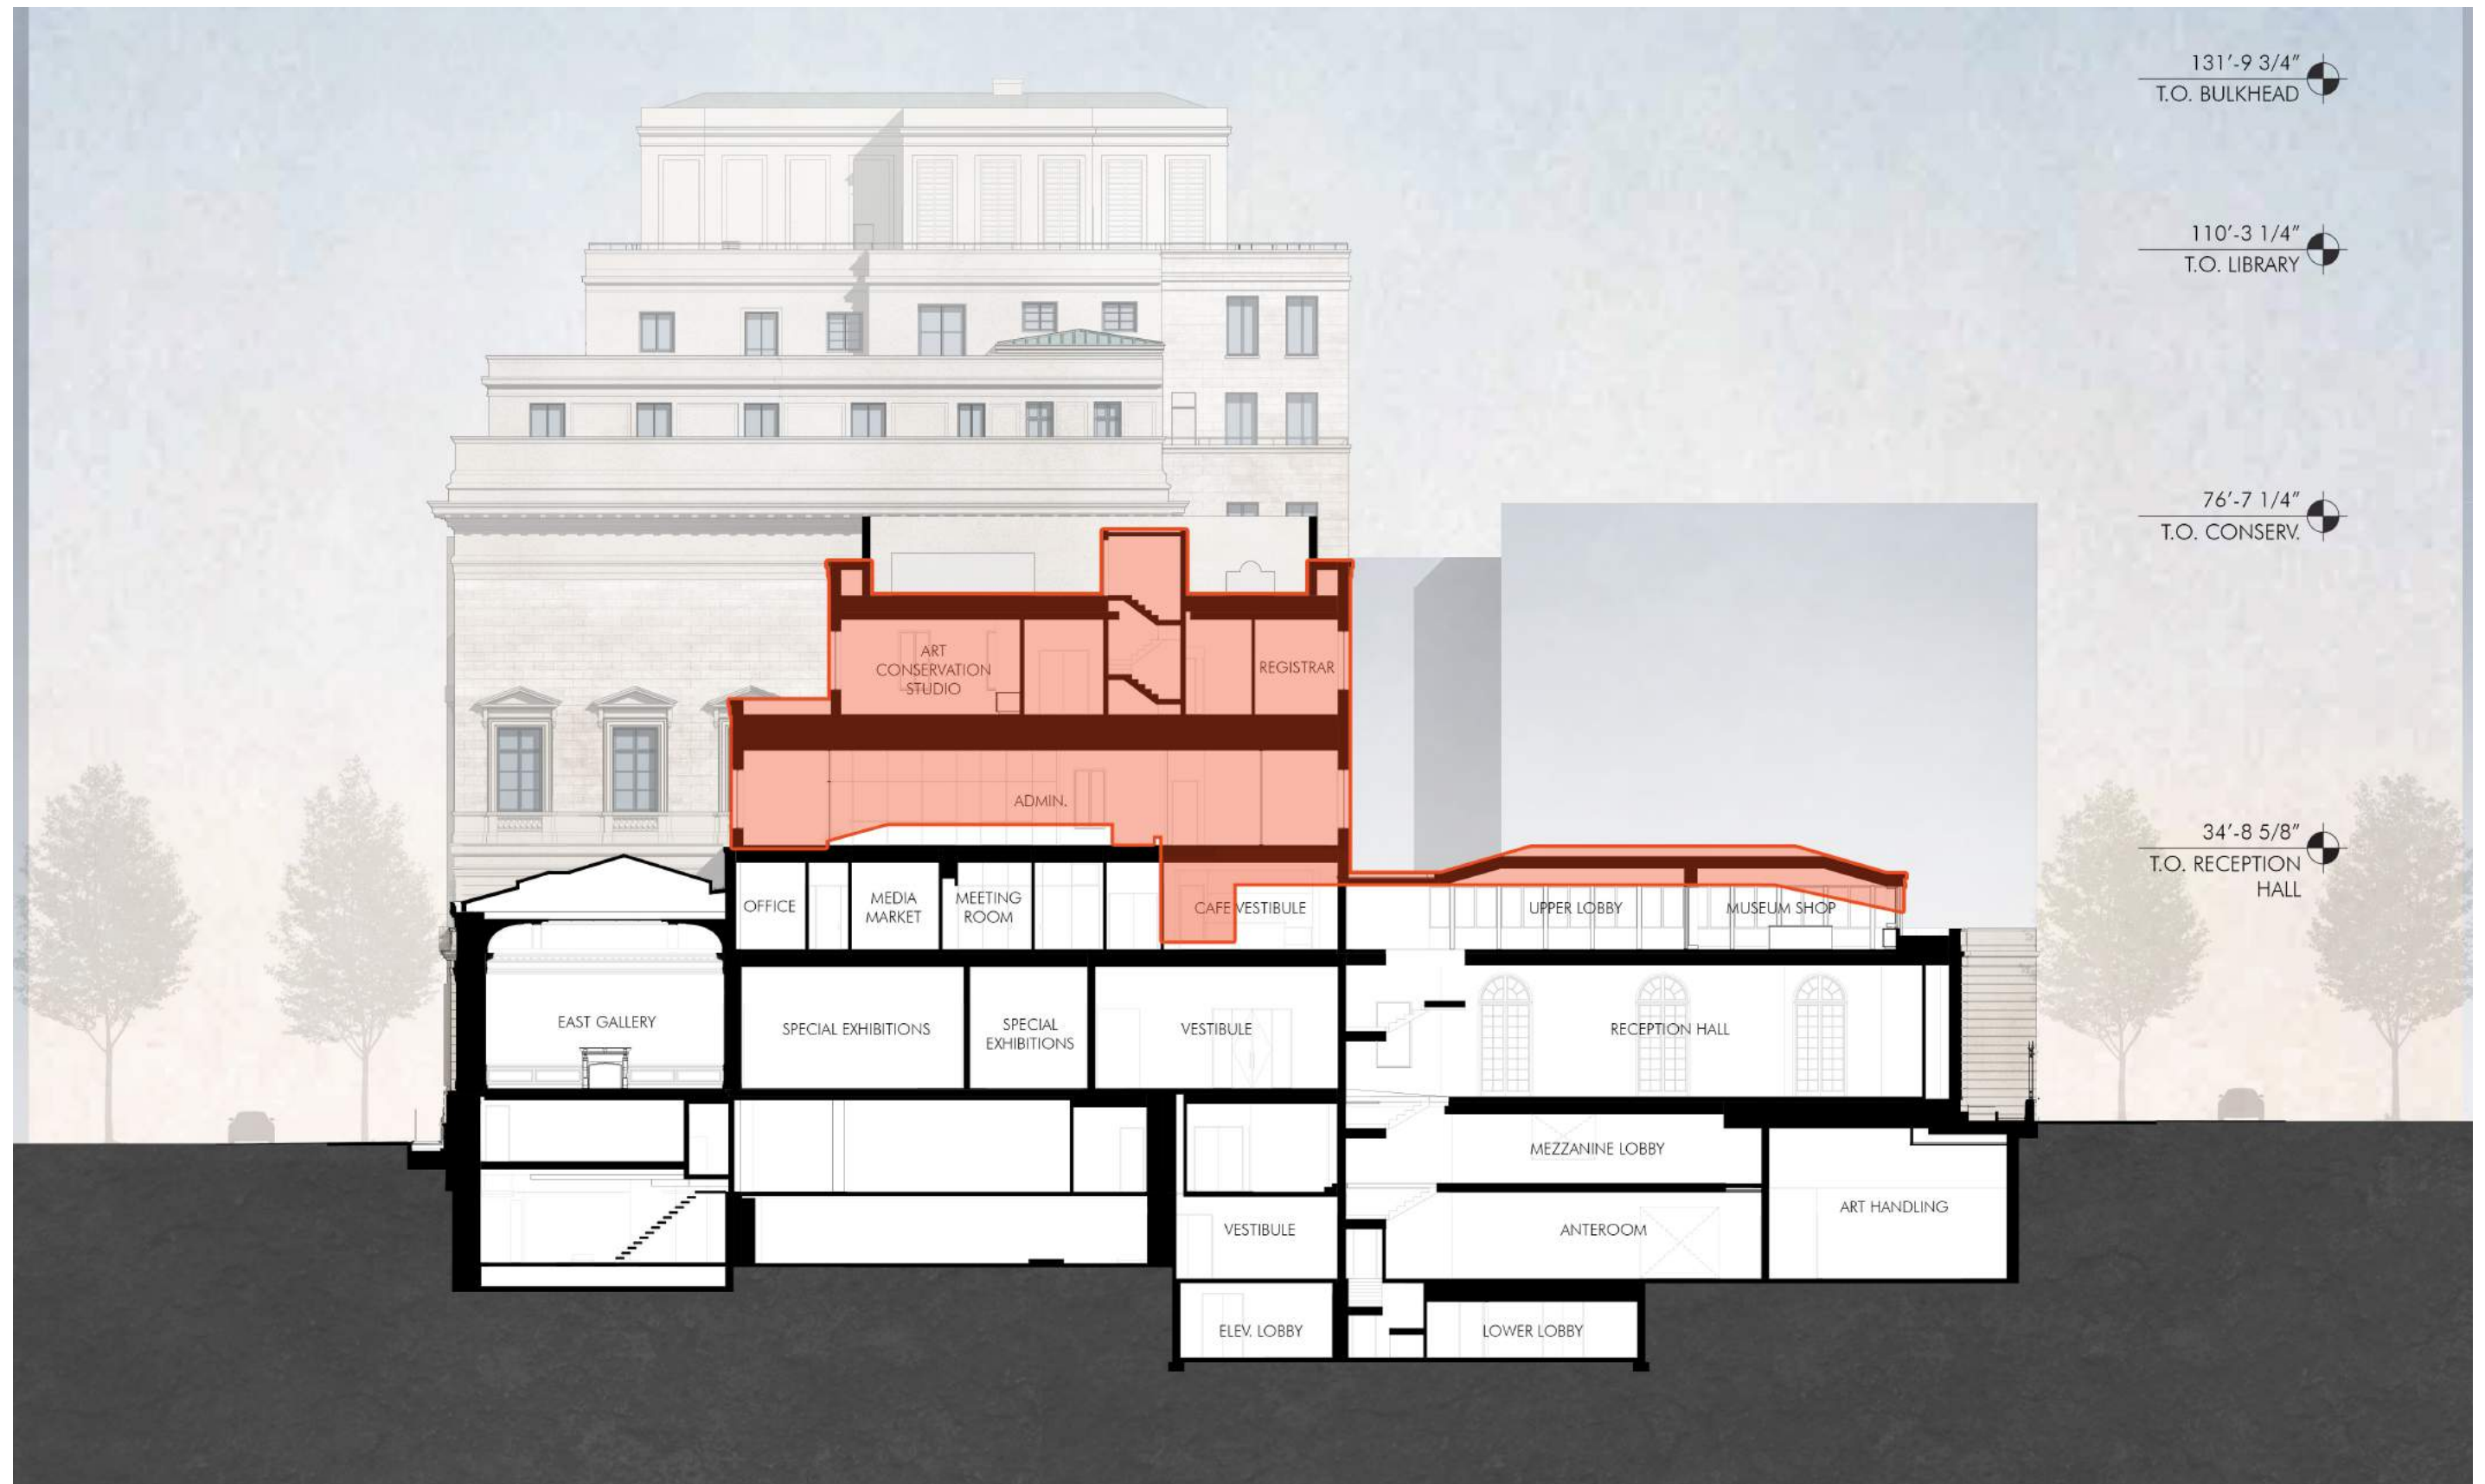 131'-9 3/4"
T.O. BULKHEAD
110'-3 1/4"
T.O. LIBRARY
76'-7 1/4"
T.O. CONSERV.
ART
CONSERVATION
STUDIO
REGISTRAR
ADMIN.
34'-8 5/8"
T.O. RECEPTION
HALL
OFFICE
MEDIA
MARKET
MEETING
ROOM
CAFE VESTIBULE
UPPER LOBBY
MUSEUM SHOP
EAST GALLERY
SPECIAL EXHIBITIONS
SPECIAL
EXHIBITIONS
VESTIBULE
RECEPTION HALL
MEZZANINE LOBBY
ART HANDLING
VESTIBULE
ANTEROOM
ELEV. LOBBY
LOWER LOBBY